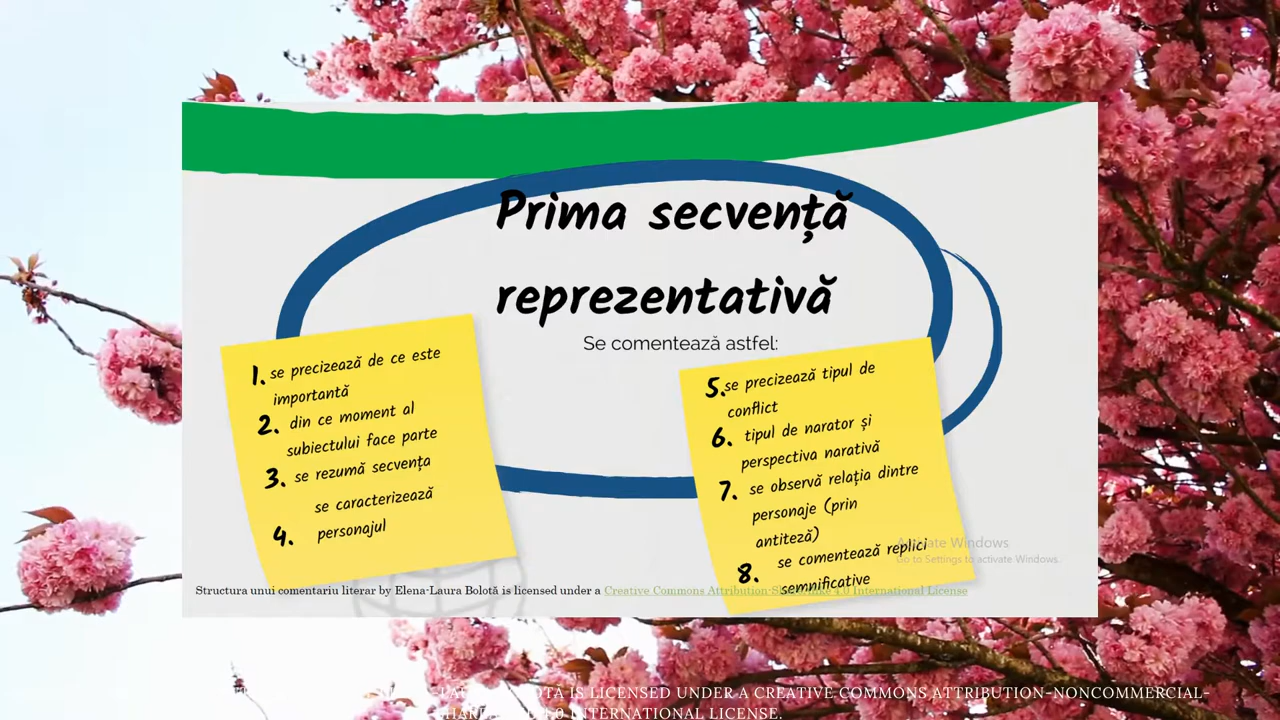 Prima secvență
reprezentativă
Se comentează astfel:
1. se precizează de ce este
importantă
2. din ce moment al
subiectului face parte
3. se rezumă secvența
se caracterizează
4. personajul
5. se precizează tipul de
conflict
6. tipul de narator și
perspectiva narativă
7. se observă relația dintre
personaje (prin
antiteză)
8. se comentează replici
semnificative
Activate Windows
Go to Settings to activate Windows.
Structura unui comentariu literar by Elena-Laura Bolotă is licensed under a Creative Commons Attribution-ShareAlike 4.0 International License
IS LICENSED UNDER A CREATIVE COMMONS ATTRIBUTION-NONCOMMERCIAL-
4.0 INTERNATIONAL LICENSE.